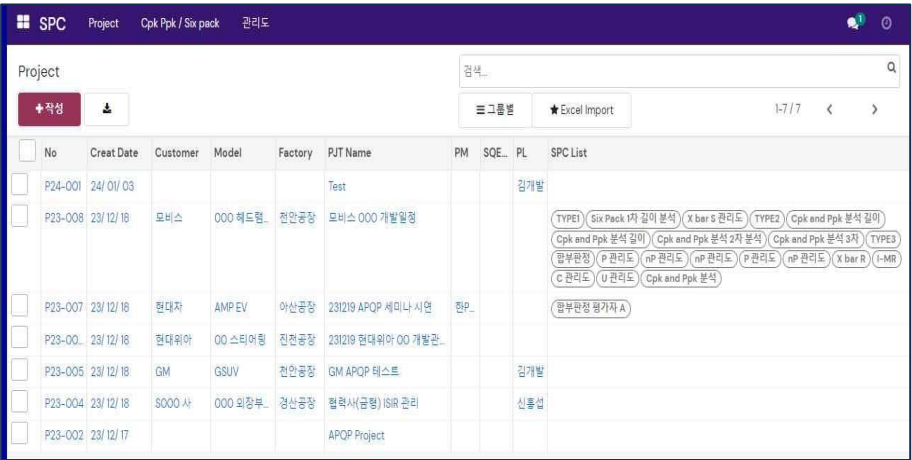 SPC Project Cpk Ppk / Six pack 관리도 1
Project 검색...
+작성 그룹별 Excel Import 1-7 / 7
No Creat Date Customer Model Factory PJT Name PM SQE... PL SPC List
P24-001 24/ 01/ 03 Test 김개발
P23-008 23/ 12/ 18 모비스 000 헤드램... 천안공장 모비스 000 개발일정 TYPE1 Six Pack 1차 길이 분석 X bar S 관리도 TYPE2 Cpk and Ppk 분석 길이
Cpk and Ppk 분석 길이 Cpk and Ppk 분석 2차 분석 Cpk and Ppk 분석 3차 TYPE3
합부판정 P 관리도 nP 관리도 nP 관리도 P 관리도 nP 관리도 X bar R I-MR
C 관리도 U 관리도 Cpk and Ppk 분석
P23-007 23/ 12/ 18 현대자 AMP EV 아산공장 231219 APQP 세미나 시연 한P... 합부판정 평가자 A
P23-00... 23/ 12/ 18 현대위아 00 스티어링 진전공장 231219 현대위아 00 개발관...
P23-005 23/ 12/ 18 GM GSUV 천안공장 GM APQP 테스트 김개발
P23-004 23/ 12/ 18 S000 사 000 외장부... 경산공장 협력사(금형) ISIR 관리 신홍섭
P23-002 23/ 12/ 17 APQP Project